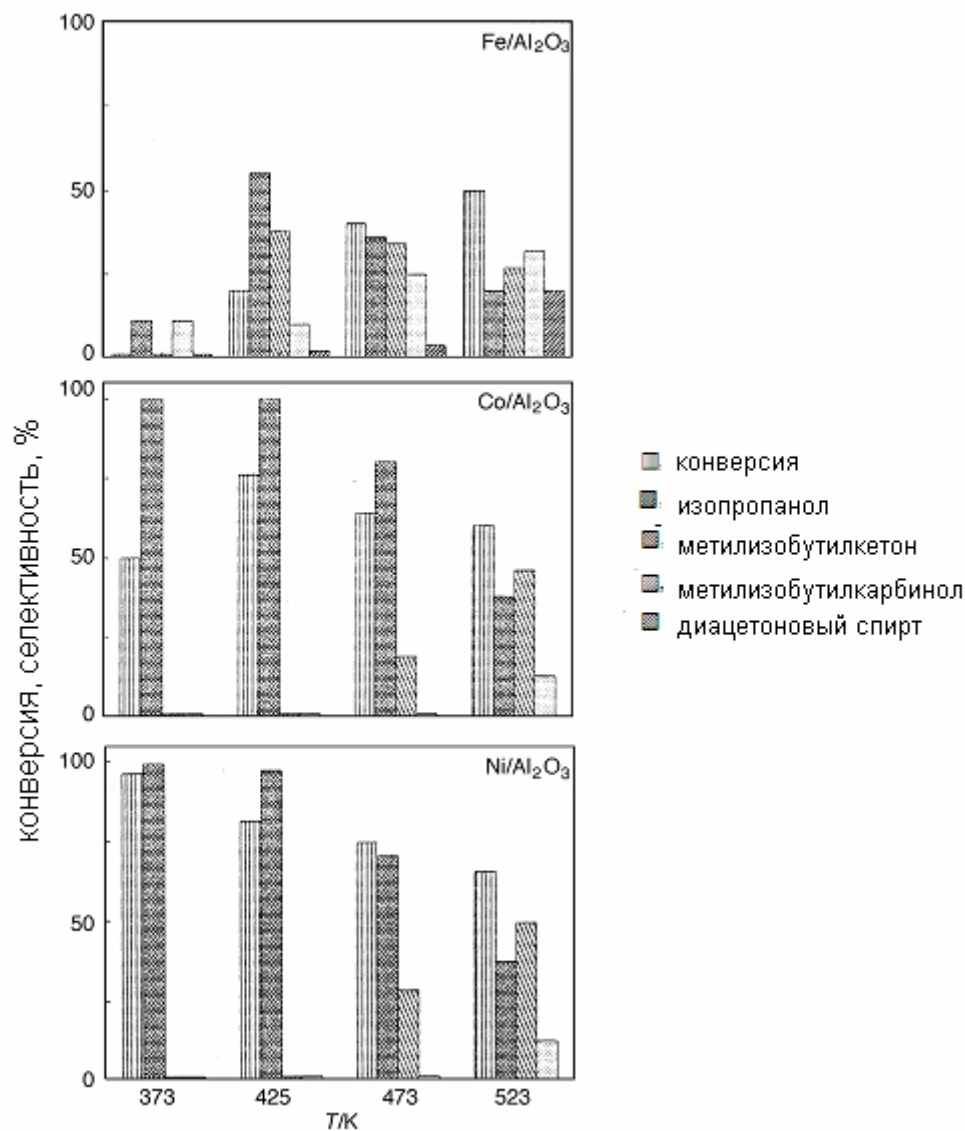 100
Fe/Al₂O₃
50
0
100
Co/Al₂O₃
50
0
100
Ni/Al₂O₃
50
0
373 425 473 523
T/K
конверсия, селективность, %
конверсия
изопропанол
метилизобутилкетон
метилизобутилкарбинол
диацетоновый спирт